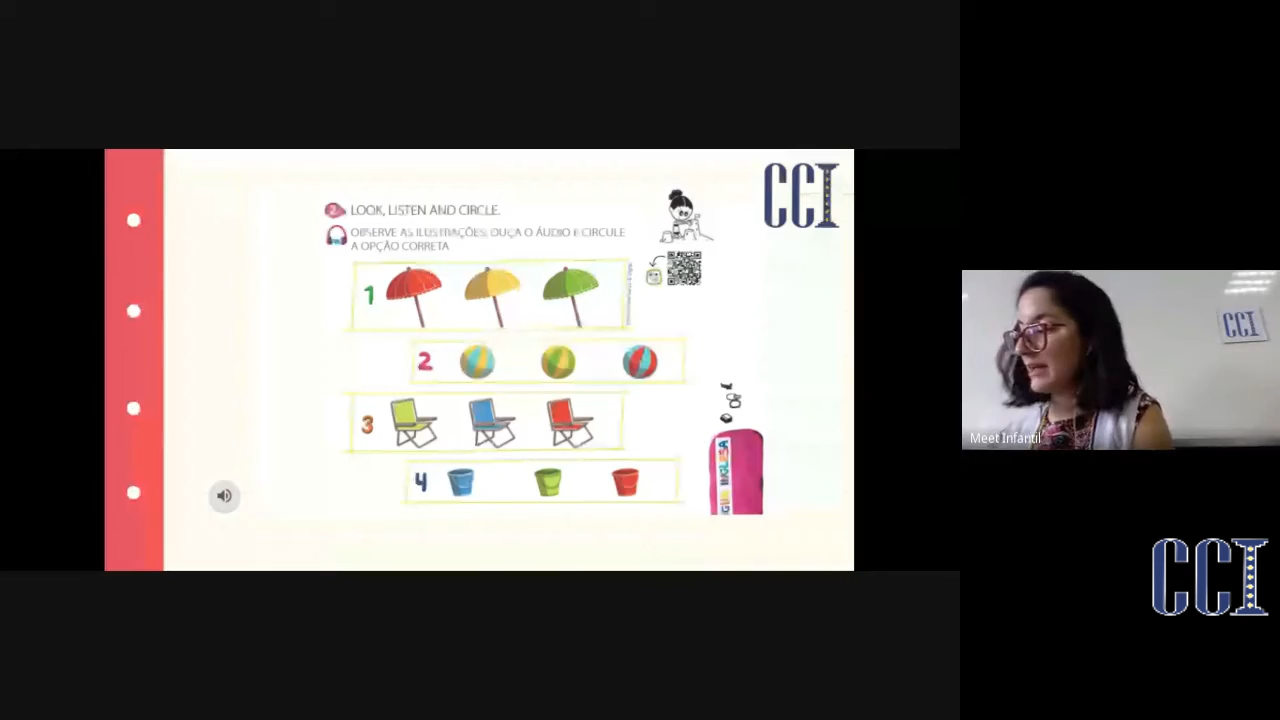 CCI
2 LOOK, LISTEN AND CIRCLE.
OBSERVE AS ILUSTRAÇÕES, OUÇA O ÁUDIO E CIRCULE
A OPÇÃO CORRETA
1
2
3
4
INGLESA
CCI
Meet Infantil
CCI